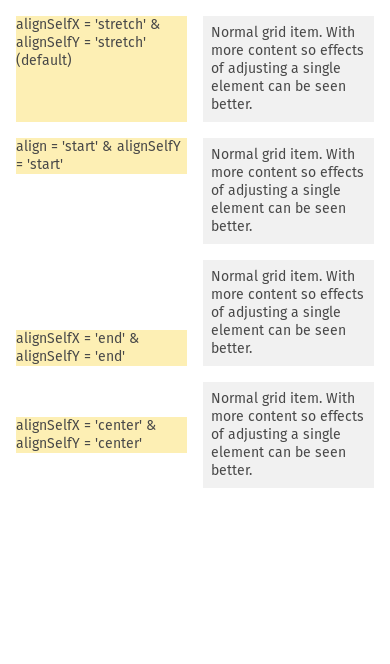 alignSelfX = 'stretch' &
alignSelfY = 'stretch'
(default)
Normal grid item. With
more content so effects
of adjusting a single
element can be seen
better.
align = 'start' & alignSelfY
= 'start'
Normal grid item. With
more content so effects
of adjusting a single
element can be seen
better.
alignSelfX = 'end' &
alignSelfY = 'end'
Normal grid item. With
more content so effects
of adjusting a single
element can be seen
better.
alignSelfX = 'center' &
alignSelfY = 'center'
Normal grid item. With
more content so effects
of adjusting a single
element can be seen
better.